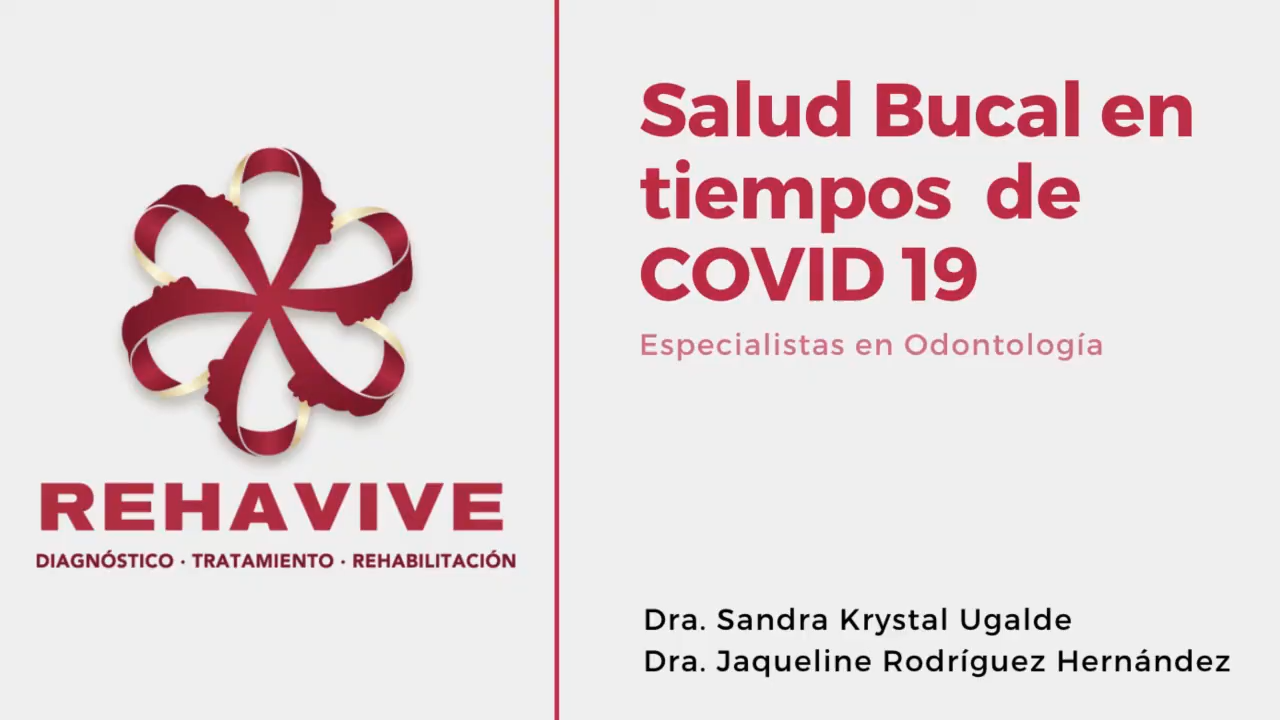 REHAVIVE
DIAGNÓSTICO · TRATAMIENTO · REHABILITACIÓN
Salud Bucal en
tiempos de
COVID 19
Especialistas en Odontología
Dra. Sandra Krystal Ugalde
Dra. Jaqueline Rodríguez Hernández